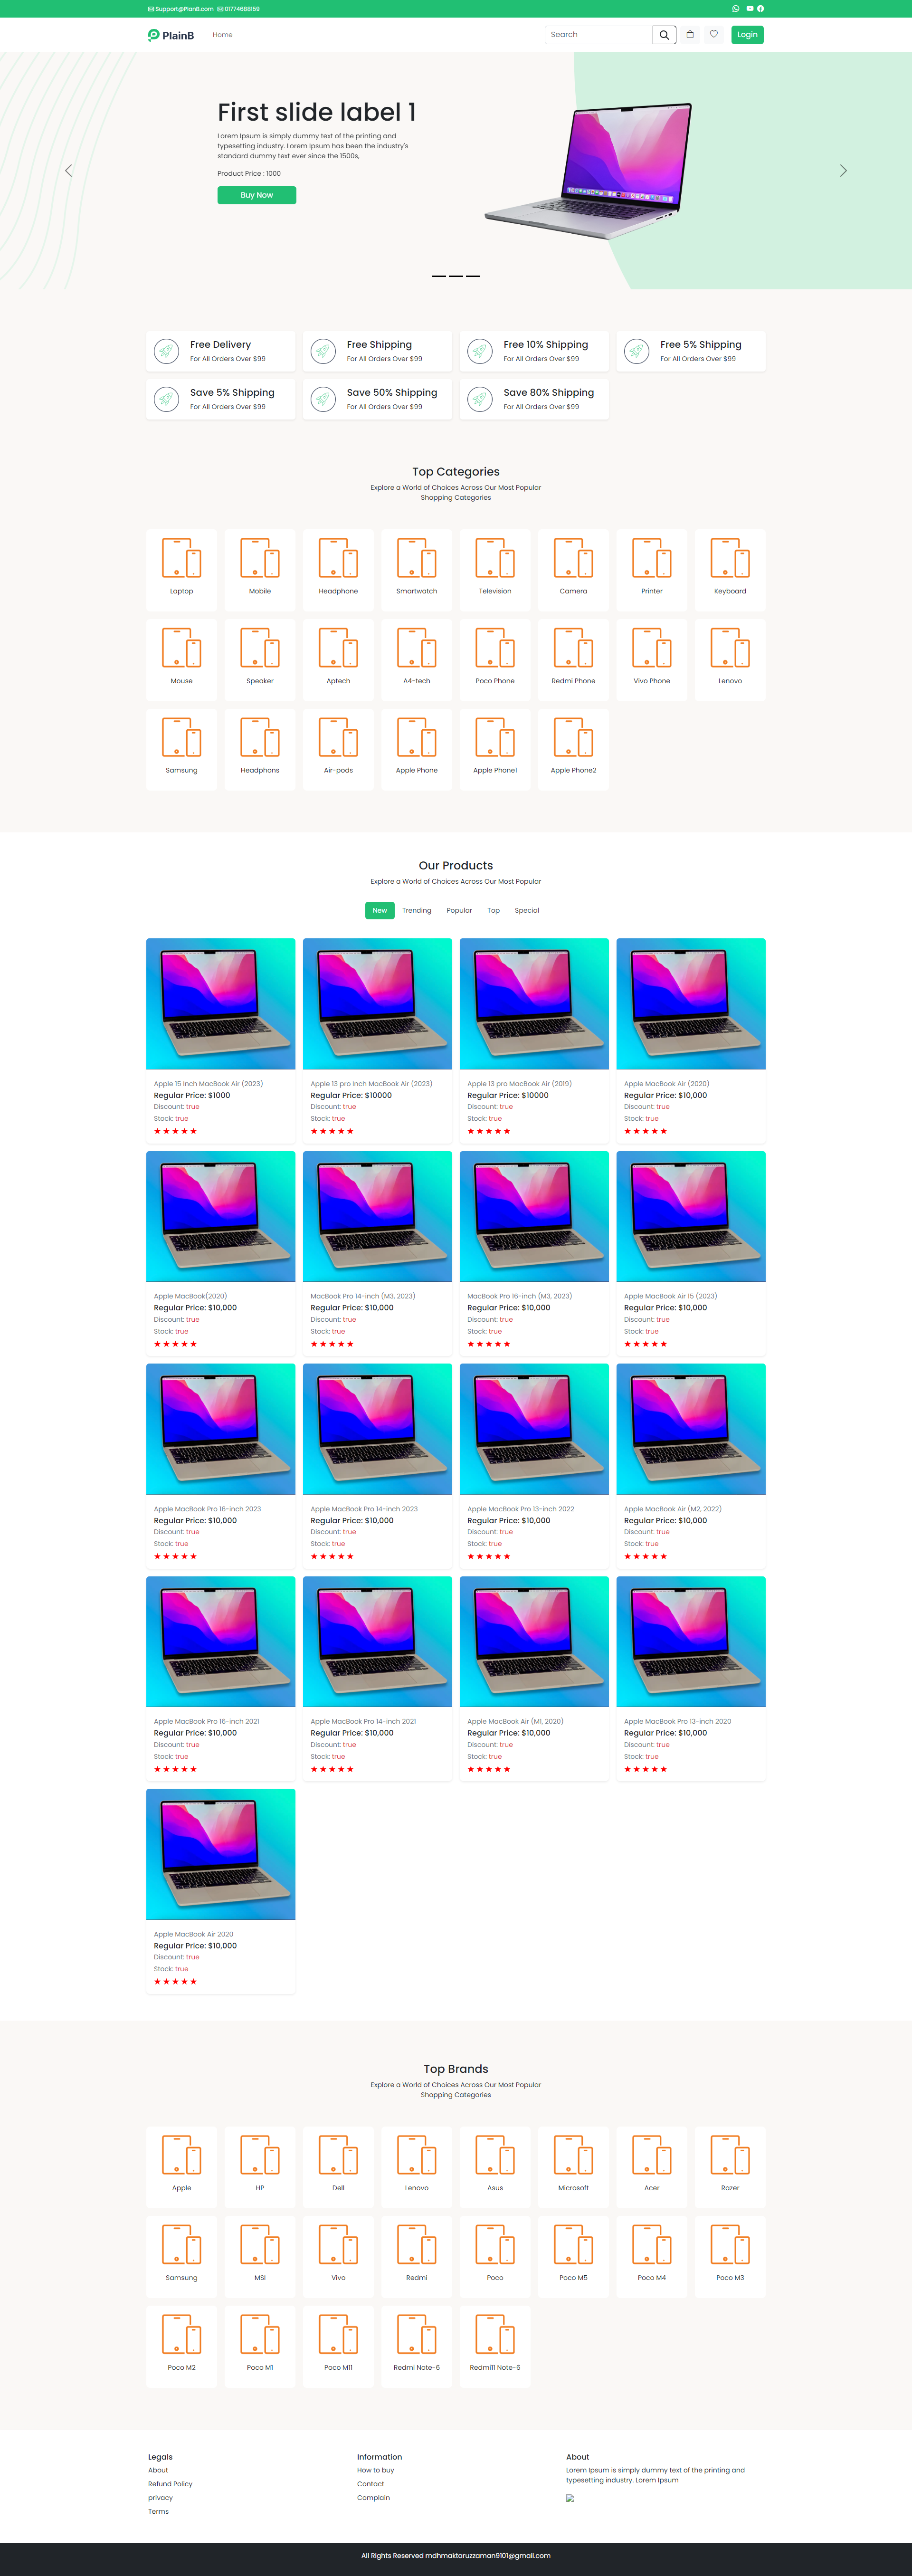 Support@PlanB.com 01774688159
PlainB Home Search Login
First slide label 1
Lorem Ipsum is simply dummy text of the printing and
typesetting industry. Lorem Ipsum has been the industry's
standard dummy text ever since the 1500s,
Product Price : 1000
Buy Now
Free Delivery
For All Orders Over $99
Free Shipping
For All Orders Over $99
Free 10% Shipping
For All Orders Over $99
Free 5% Shipping
For All Orders Over $99
Save 5% Shipping
For All Orders Over $99
Save 50% Shipping
For All Orders Over $99
Save 80% Shipping
For All Orders Over $99
Top Categories
Explore a World of Choices Across Our Most Popular
Shopping Categories
Laptop Mobile Headphone Smartwatch Television Camera Printer Keyboard
Mouse Speaker Aptech A4-tech Poco Phone Redmi Phone Vivo Phone Lenovo
Samsung Headphons Air-pods Apple Phone Apple Phone1 Apple Phone2
Our Products
Explore a World of Choices Across Our Most Popular
New Trending Popular Top Special
Apple 15 Inch MacBook Air (2023)
Regular Price: $1000
Discount: true
Stock: true
Apple 13 pro Inch MacBook Air (2023)
Regular Price: $10000
Discount: true
Stock: true
Apple 13 pro MacBook Air (2019)
Regular Price: $10000
Discount: true
Stock: true
Apple MacBook Air (2020)
Regular Price: $10,000
Discount: true
Stock: true
Apple MacBook(2020)
Regular Price: $10,000
Discount: true
Stock: true
MacBook Pro 14-inch (M3, 2023)
Regular Price: $10,000
Discount: true
Stock: true
MacBook Pro 16-inch (M3, 2023)
Regular Price: $10,000
Discount: true
Stock: true
Apple MacBook Air 15 (2023)
Regular Price: $10,000
Discount: true
Stock: true
Apple MacBook Pro 16-inch 2023
Regular Price: $10,000
Discount: true
Stock: true
Apple MacBook Pro 14-inch 2023
Regular Price: $10,000
Discount: true
Stock: true
Apple MacBook Pro 13-inch 2022
Regular Price: $10,000
Discount: true
Stock: true
Apple MacBook Air (M2, 2022)
Regular Price: $10,000
Discount: true
Stock: true
Apple MacBook Pro 16-inch 2021
Regular Price: $10,000
Discount: true
Stock: true
Apple MacBook Pro 14-inch 2021
Regular Price: $10,000
Discount: true
Stock: true
Apple MacBook Air (M1, 2020)
Regular Price: $10,000
Discount: true
Stock: true
Apple MacBook Pro 13-inch 2020
Regular Price: $10,000
Discount: true
Stock: true
Apple MacBook Air 2020
Regular Price: $10,000
Discount: true
Stock: true
Top Brands
Explore a World of Choices Across Our Most Popular
Shopping Categories
Apple HP Dell Lenovo Asus Microsoft Acer Razer
Samsung MSI Vivo Redmi Poco Poco M5 Poco M4 Poco M3
Poco M2 Poco M1 Poco M11 Redmi Note-6 Redmi11 Note-6
Legals
About
Refund Policy
privacy
Terms
Information
How to buy
Contact
Complain
About
Lorem Ipsum is simply dummy text of the printing and
typesetting industry. Lorem Ipsum
All Rights Reserved mdhmaktaruzzaman9101@gmail.com